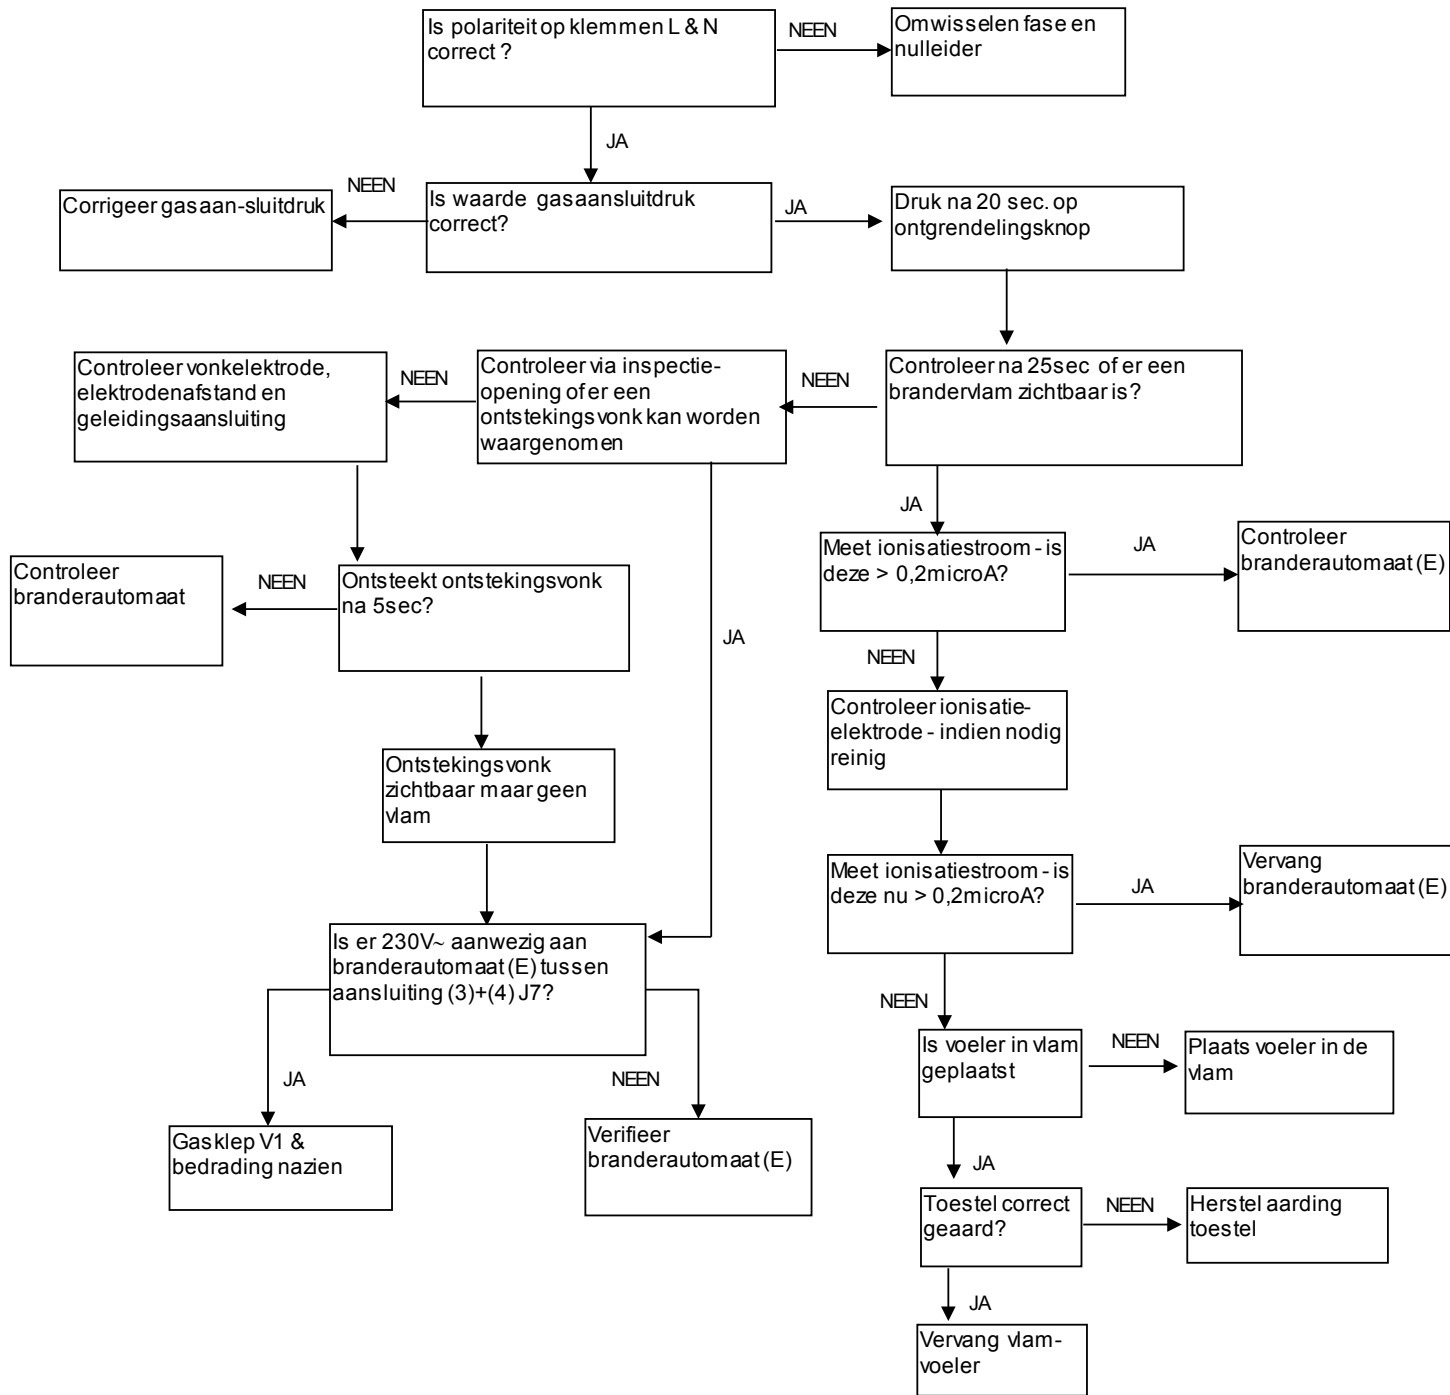 Is polariteit op klemmen L & N
correct ?
NEEN
Omwisselen fase en
nulleider
JA
Corrigeer gasaan-sluitdruk
NEEN
Is waarde gasaansluitdruk
correct?
JA
Druk na 20 sec. op
ontgrendelingsknop
Controleer vonkelektrode,
elektrodenafstand en
geleidingsaansluiting
NEEN
Controleer via inspectie-
opening of er een
ontstekingsvonk kan worden
waargenomen
NEEN
Controleer na 25sec of er een
brandervlam zichtbaar is?
JA
Controleer
branderautomaat
NEEN
Ontsteekt ontstekingsvonk
na 5sec?
JA
Meet ionisatiestroom - is
deze > 0,2microA?
JA
Controleer
branderautomaat (E)
NEEN
Controleer ionisatie-
elektrode - indien nodig
reinig
Ontstekingsvonk
zichtbaar maar geen
vlam
Meet ionisatiestroom - is
deze nu > 0,2microA?
JA
Vervang
branderautomaat (E)
Is er 230V~ aanwezig aan
branderautomaat (E) tussen
aansluiting (3)+(4) J7?
NEEN
JA
NEEN
Is voeler in vlam
geplaatst
NEEN
Plaats voeler in de
vlam
Gasklep V1 &
bedrading nazien
Verifieer
branderautomaat (E)
JA
Toestel correct
geaard?
NEEN
Herstel aarding
toestel
JA
Vervang vlam-
voeler